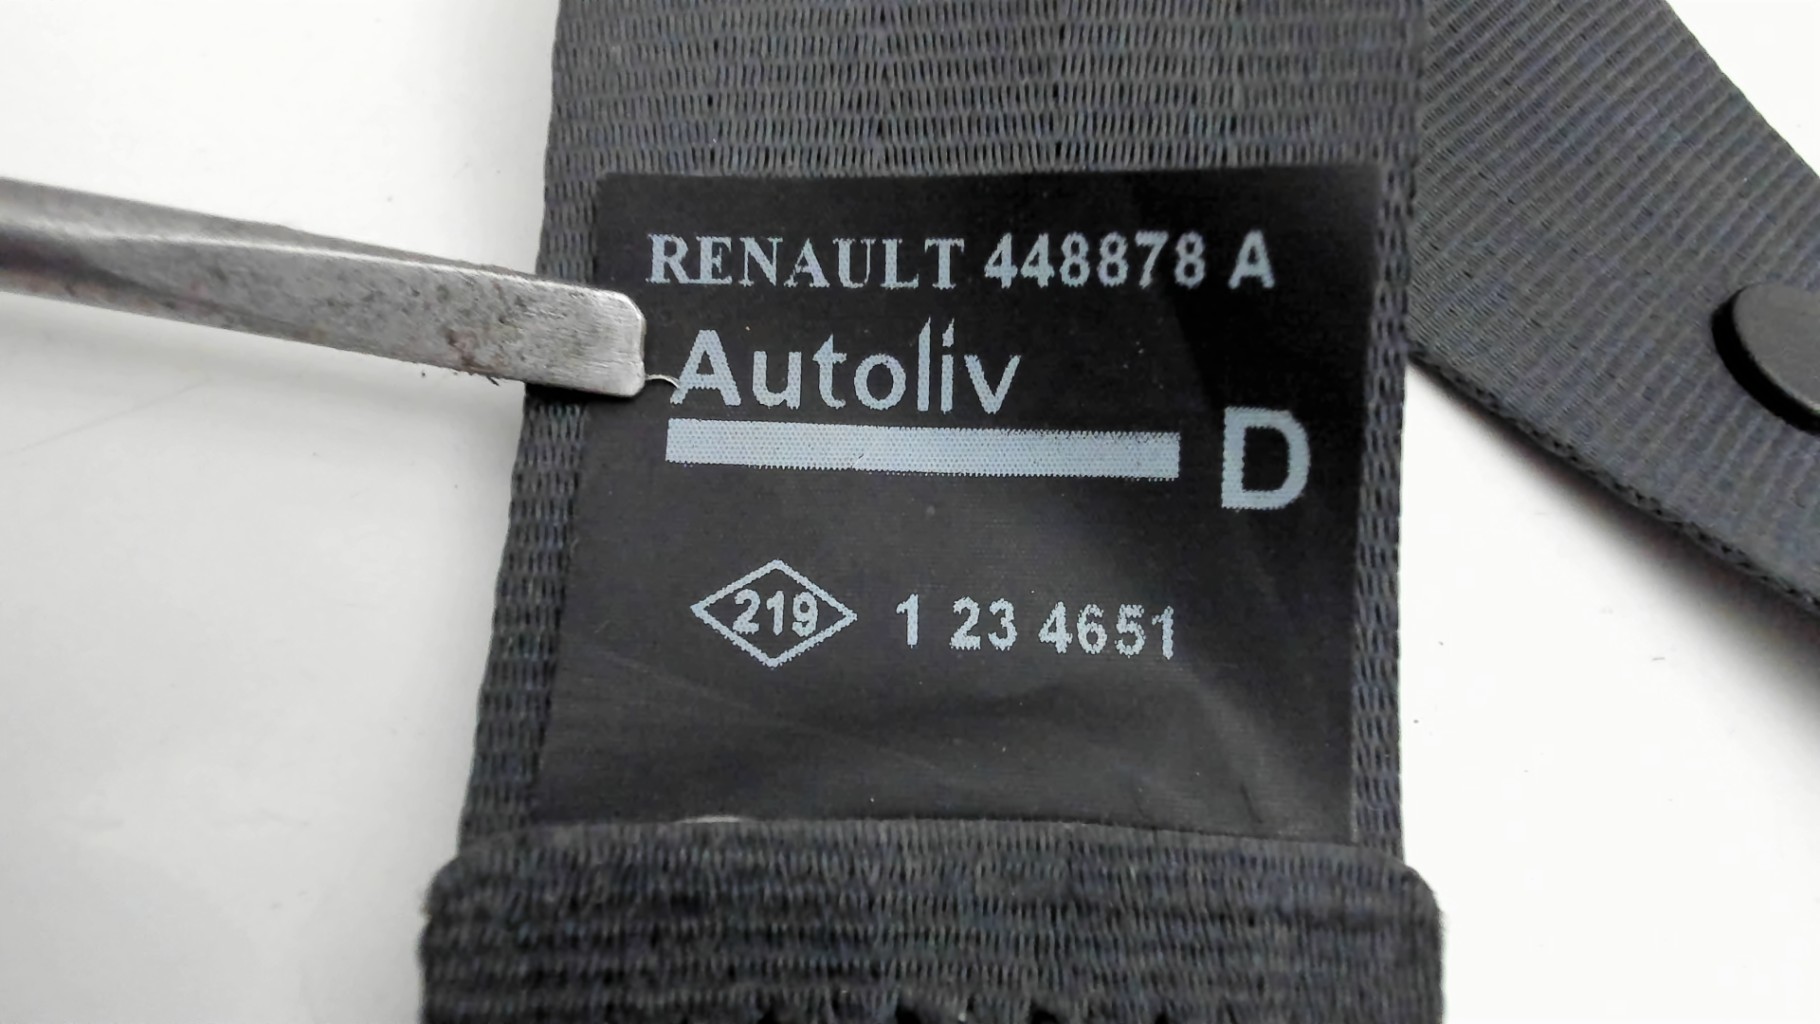 RENAULT 448878 A
Autoliv
D
219 1 23 4651